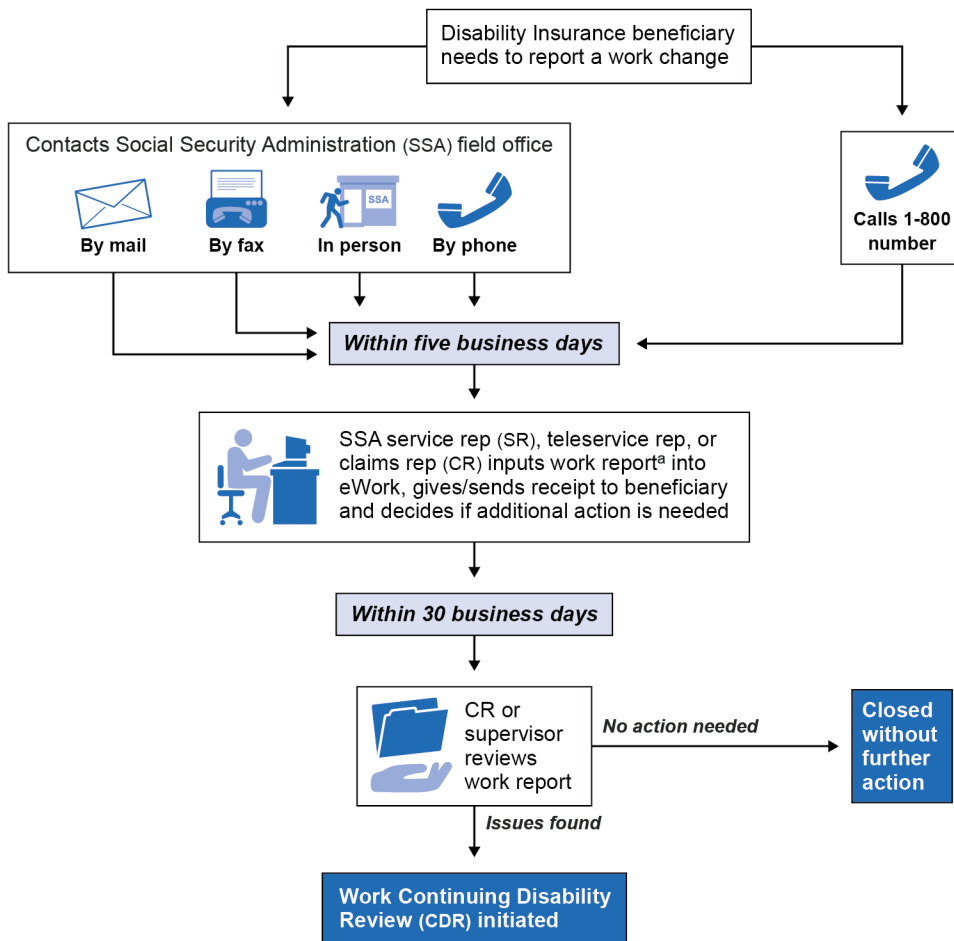 Disability Insurance beneficiary
needs to report a work change
Contacts Social Security Administration (SSA) field office
SSA
By mail
By fax
In person
By phone
Calls 1-800
number
Within five business days
SSA service rep (SR), teleservice rep, or
claims rep (CR) inputs work reportᵃ into
eWork, gives/sends receipt to beneficiary
and decides if additional action is needed
Within 30 business days
CR or
supervisor
reviews
work report
No action needed
Closed
without
further
action
Issues found
Work Continuing Disability
Review (CDR) initiated